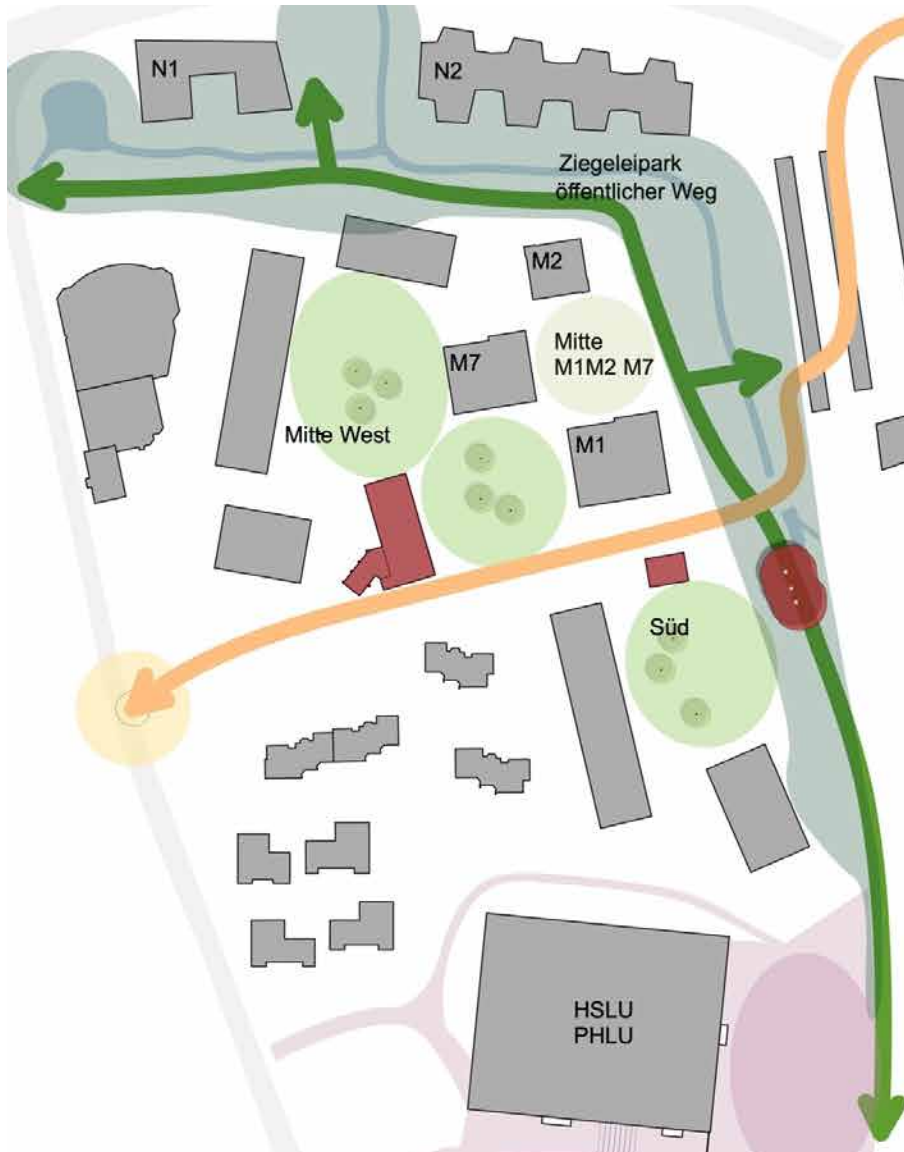 N1
N2
Ziegeleipark
öffentlicher Weg
M2
Mitte
M1M2 M7
M7
Mitte West
M1
Süd
HSLU
PHLU